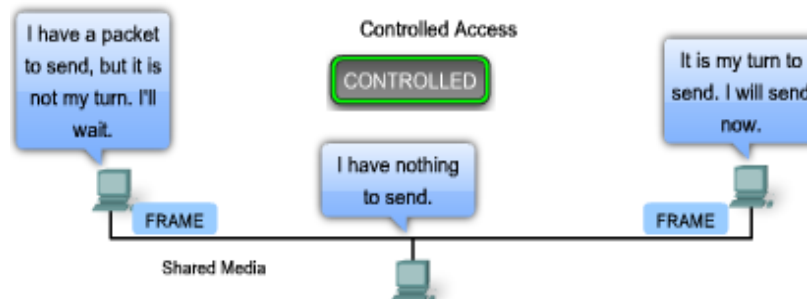 I have a packet
to send, but it is
not my turn. I'll
wait.
Controlled Access
CONTROLLED
It is my turn to
send. I will send
now.
I have nothing
to send.
FRAME
FRAME
Shared Media